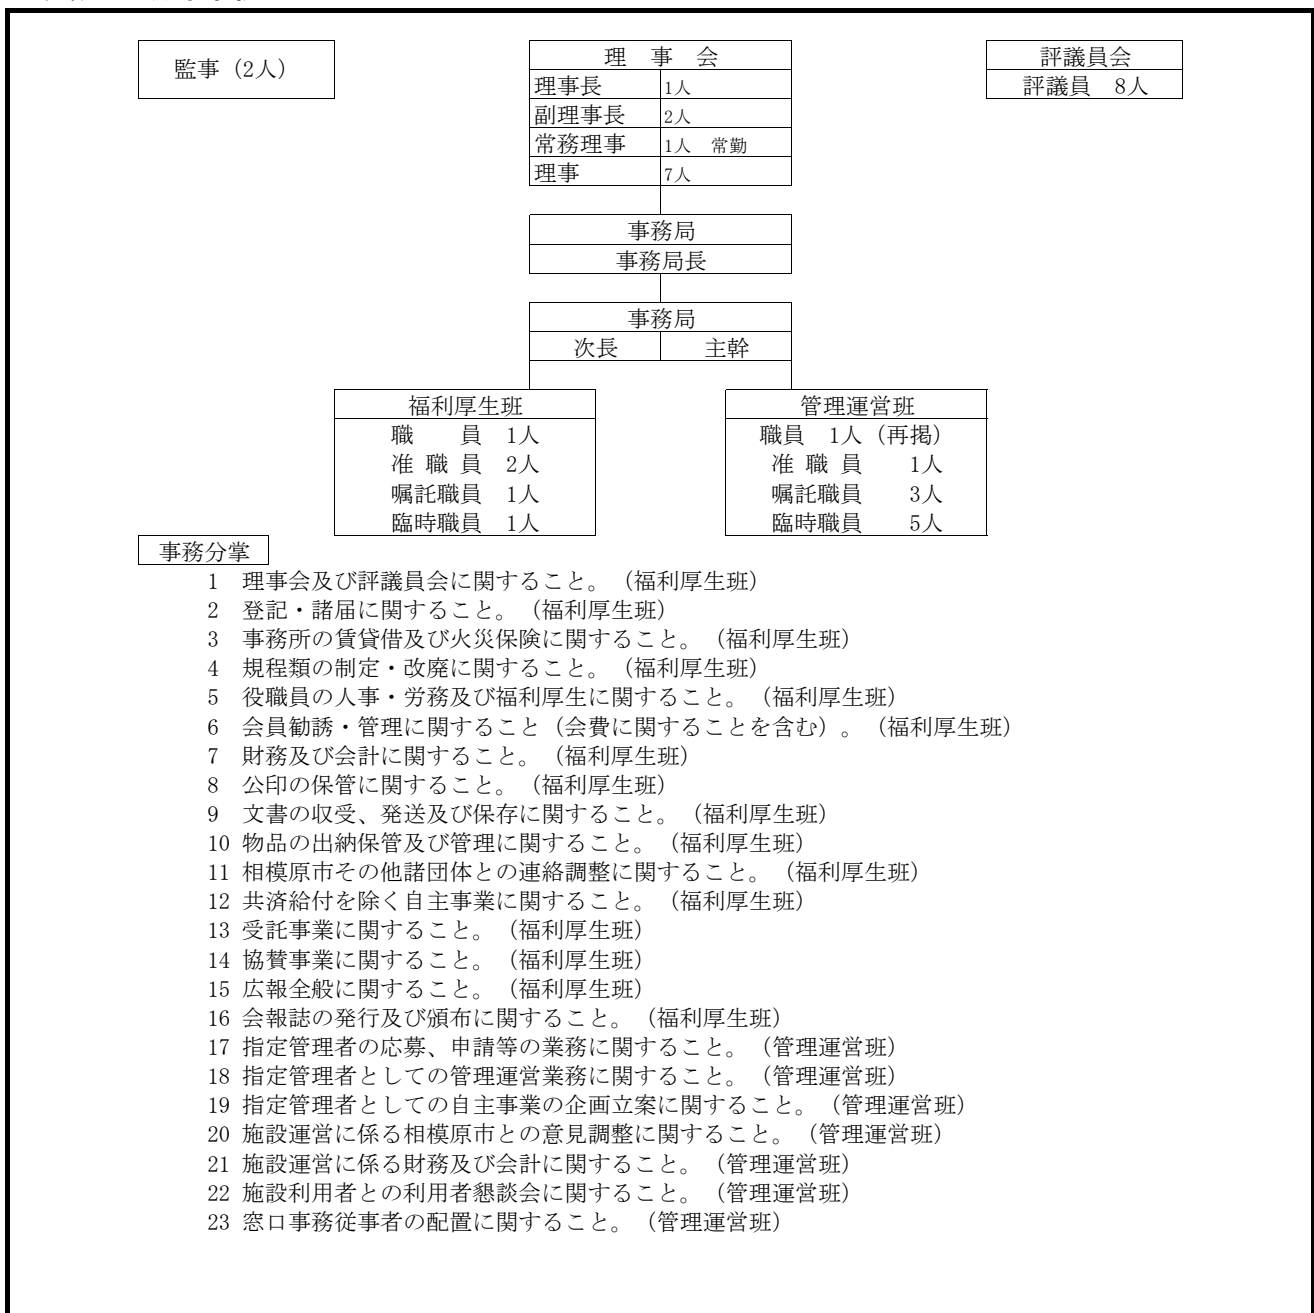 監事（2人）
理　事　会
理事長　1人
副理事長　2人
常務理事　1人　常勤
理事　7人
評議員会
評議員　8人
事務局
事務局長
事務局
次長　主幹
福利厚生班
職　　員　1人
准 職 員　2人
嘱託職員　1人
臨時職員　1人
管理運営班
職員　1人（再掲）
准 職 員　　1人
嘱託職員　　3人
臨時職員　　5人
事務分掌
1　理事会及び評議員会に関すること。（福利厚生班）
2　登記・諸届に関すること。（福利厚生班）
3　事務所の賃貸借及び火災保険に関すること。（福利厚生班）
4　規程類の制定・改廃に関すること。（福利厚生班）
5　役職員の人事・労務及び福利厚生に関すること。（福利厚生班）
6　会員勧誘・管理に関すること（会費に関することを含む）。（福利厚生班）
7　財務及び会計に関すること。（福利厚生班）
8　公印の保管に関すること。（福利厚生班）
9　文書の収受、発送及び保存に関すること。（福利厚生班）
10 物品の出納保管及び管理に関すること。（福利厚生班）
11 相模原市その他諸団体との連絡調整に関すること。（福利厚生班）
12 共済給付を除く自主事業に関すること。（福利厚生班）
13 受託事業に関すること。（福利厚生班）
14 協賛事業に関すること。（福利厚生班）
15 広報全般に関すること。（福利厚生班）
16 会報誌の発行及び頒布に関すること。（福利厚生班）
17 指定管理者の応募、申請等の業務に関すること。（管理運営班）
18 指定管理者としての管理運営業務に関すること。（管理運営班）
19 指定管理者としての自主事業の企画立案に関すること。（管理運営班）
20 施設運営に係る相模原市との意見調整に関すること。（管理運営班）
21 施設運営に係る財務及び会計に関すること。（管理運営班）
22 施設利用者との利用者懇談会に関すること。（管理運営班）
23 窓口事務従事者の配置に関すること。（管理運営班）